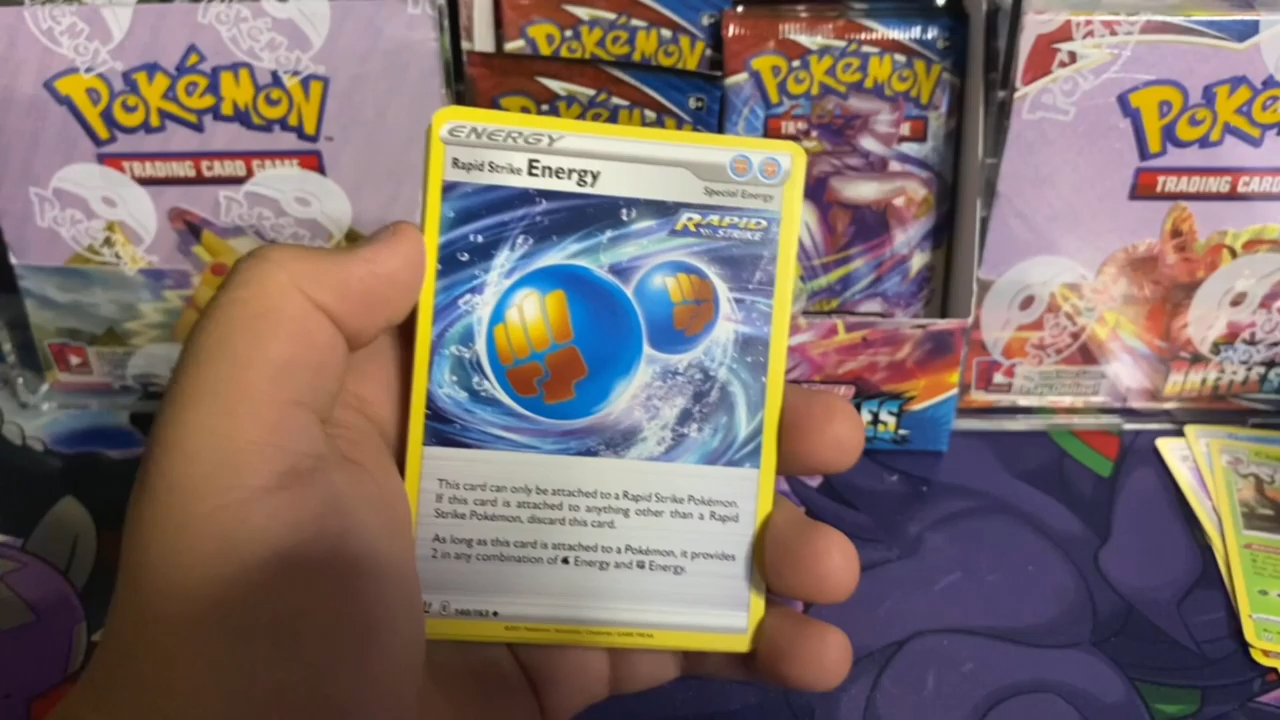 POKÉMON
TRADING CARD GAME
POKÉMON
POKÉMON
POKÉMON
POKÉ
TRADING CARD
BATTLE S
ENERGY
Rapid Strike Energy
Special Energy
RAPID
STRIKE
This card can only be attached to a Rapid Strike Pokémon.
If this card is attached to anything other than a Rapid
Strike Pokémon, discard this card.
As long as this card is attached to a Pokémon, it provides
2 in any combination of Energy and Energy.
140/163